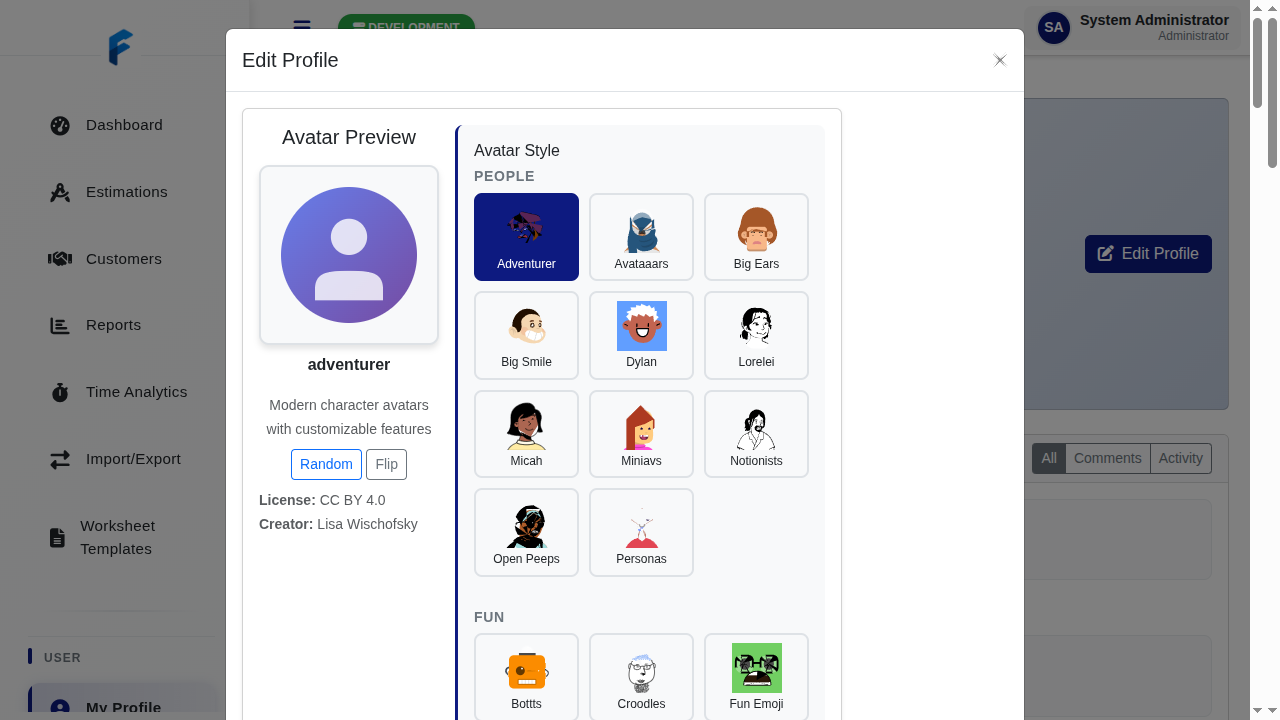 DEVELOPMENT
SA
System Administrator
Administrator
Dashboard
Estimations
Customers
Reports
Time Analytics
Import/Export
Worksheet
Templates
USER
My Profile
Edit Profile
Avatar Preview
adventurer
Modern character avatars
with customizable features
Random
Flip
License: CC BY 4.0
Creator: Lisa Wischofsky
Avatar Style
PEOPLE
Adventurer
Avataaars
Big Ears
Big Smile
Dylan
Lorelei
Micah
Miniavs
Notionists
Open Peeps
Personas
FUN
Bottts
Croodles
Fun Emoji
Edit Profile
All
Comments
Activity